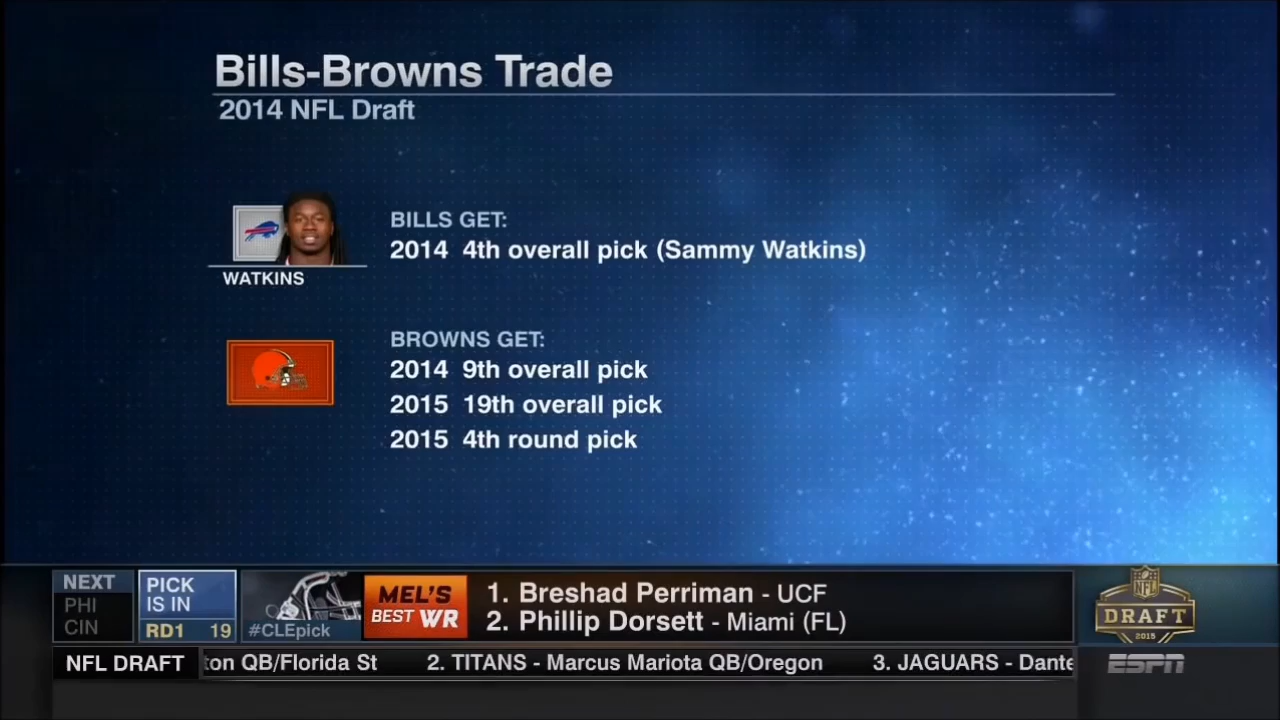 Bills-Browns Trade
2014 NFL Draft
BILLS GET:
2014 4th overall pick (Sammy Watkins)
WATKINS
BROWNS GET:
2014 9th overall pick
2015 19th overall pick
2015 4th round pick
NEXT
PHI
CIN
PICK
IS IN
RD1 19
#CLEpick
MEL'S
BEST WR
1. Breshad Perriman - UCF
2. Phillip Dorsett - Miami (FL)
NFL
DRAFT
2015
NFL DRAFT
ton QB/Florida St 2. TITANS - Marcus Mariota QB/Oregon 3. JAGUARS - Dante
ESPN